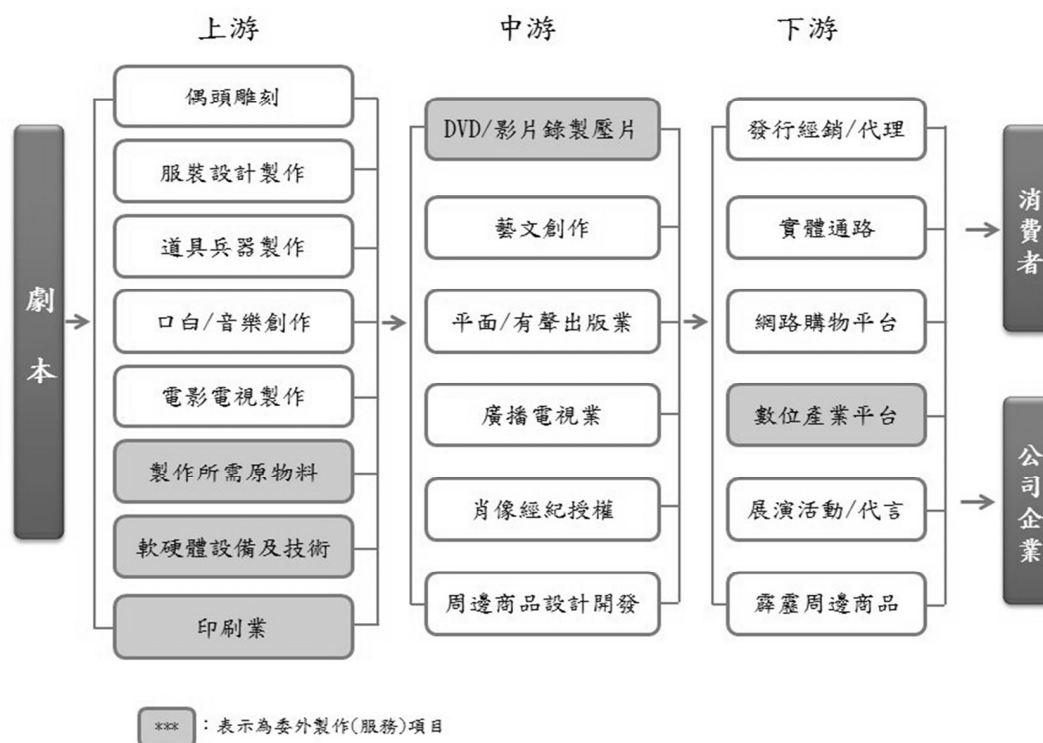 上游
中游
下游
劇本
偶頭雕刻
服裝設計製作
道具兵器製作
口白/音樂創作
電影電視製作
製作所需原物料
軟硬體設備及技術
印刷業
DVD/影片錄製壓片
藝文創作
平面/有聲出版業
廣播電視業
肖像經紀授權
周邊商品設計開發
發行經銷/代理
實體通路
網路購物平台
數位產業平台
展演活動/代言
霹靂周邊商品
消費者
公司企業
***：表示為委外製作(服務)項目